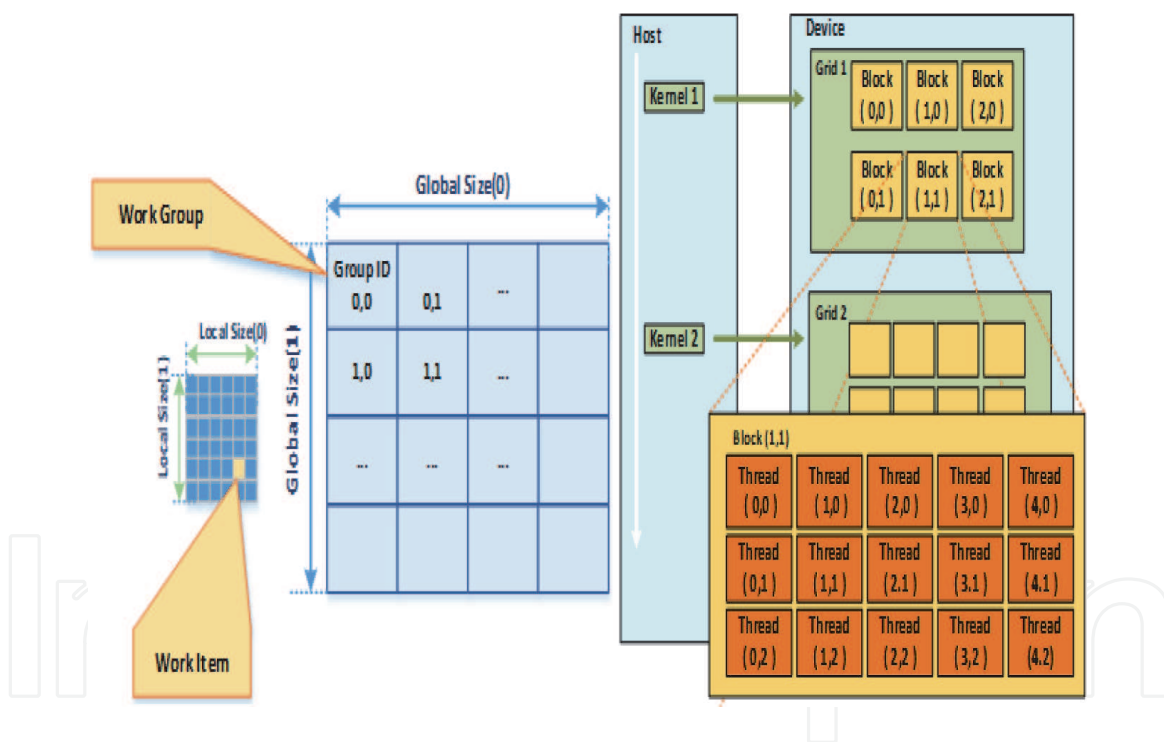 Work Group
Global Size(0)
Global Size(1)
Group ID
0,0
0,1
...
1,0
1,1
...
...
...
...
Local Size(0)
Local Size(1)
Work Item
Host
Kernel 1
Kernel 2
Device
Grid 1
Block
( 0,0 )
Block
( 1,0 )
Block
( 2,0 )
Block
( 0,1 )
Block
( 1,1 )
Block
( 2,1 )
Grid 2
Block (1,1)
Thread
( 0,0 )
Thread
( 1,0 )
Thread
( 2,0 )
Thread
( 3,0 )
Thread
( 4,0 )
Thread
( 0,1 )
Thread
( 1,1 )
Thread
( 2.1 )
Thread
( 3.1 )
Thread
( 4.1 )
Thread
( 0,2 )
Thread
( 1,2 )
Thread
( 2,2 )
Thread
( 3,2 )
Thread
(4.2)